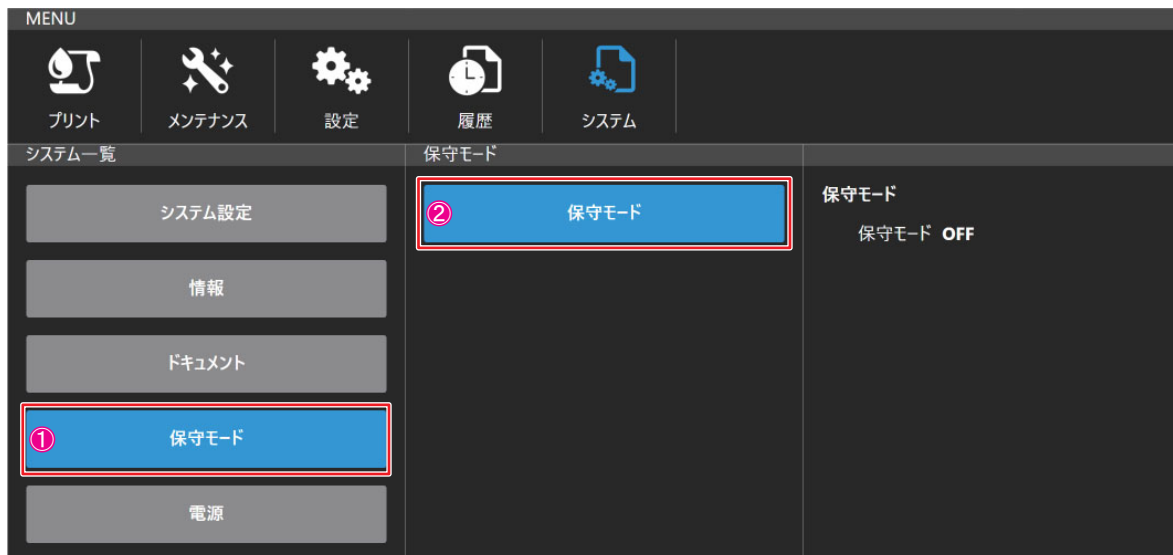 MENU
プリント
メンテナンス
設定
履歴
システム
システム一覧
保守モード
システム設定
情報
ドキュメント
① 保守モード
電源
② 保守モード
保守モード
保守モード OFF